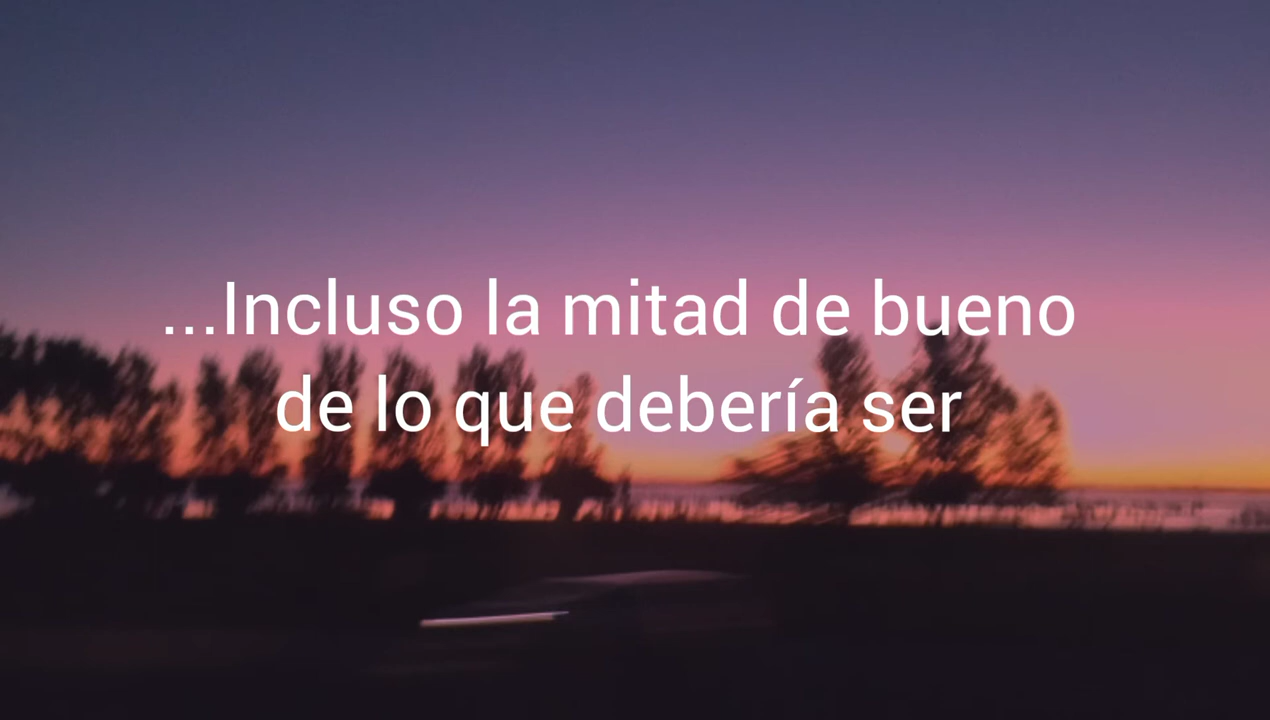 ...Incluso la mitad de bueno
de lo que debería ser